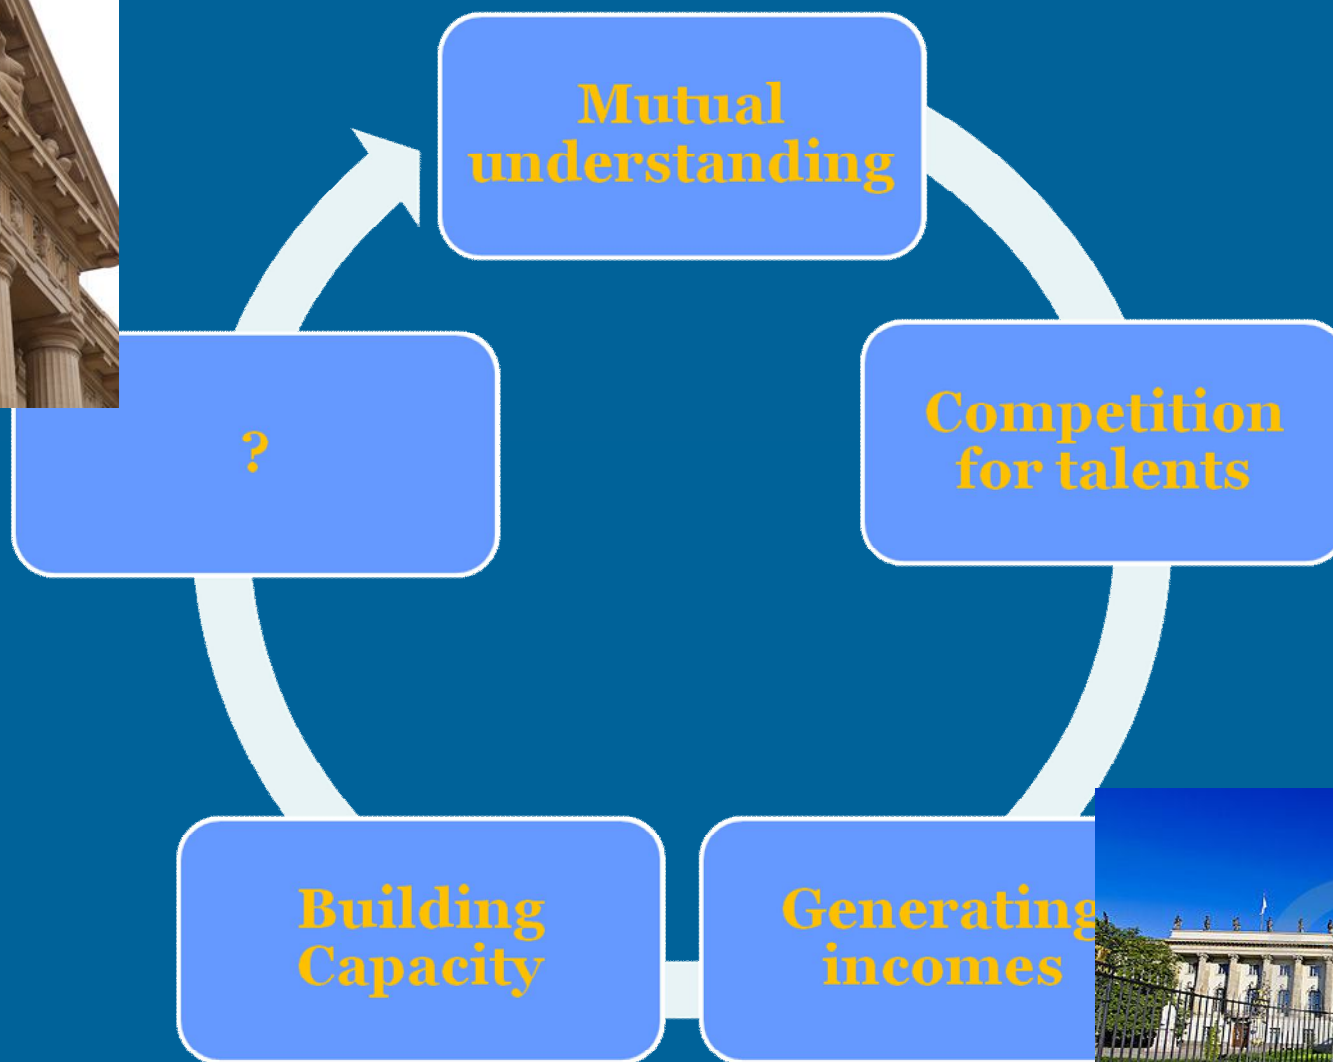 Mutual
understanding
Competition
for talents
Generating
incomes
Building
Capacity
?